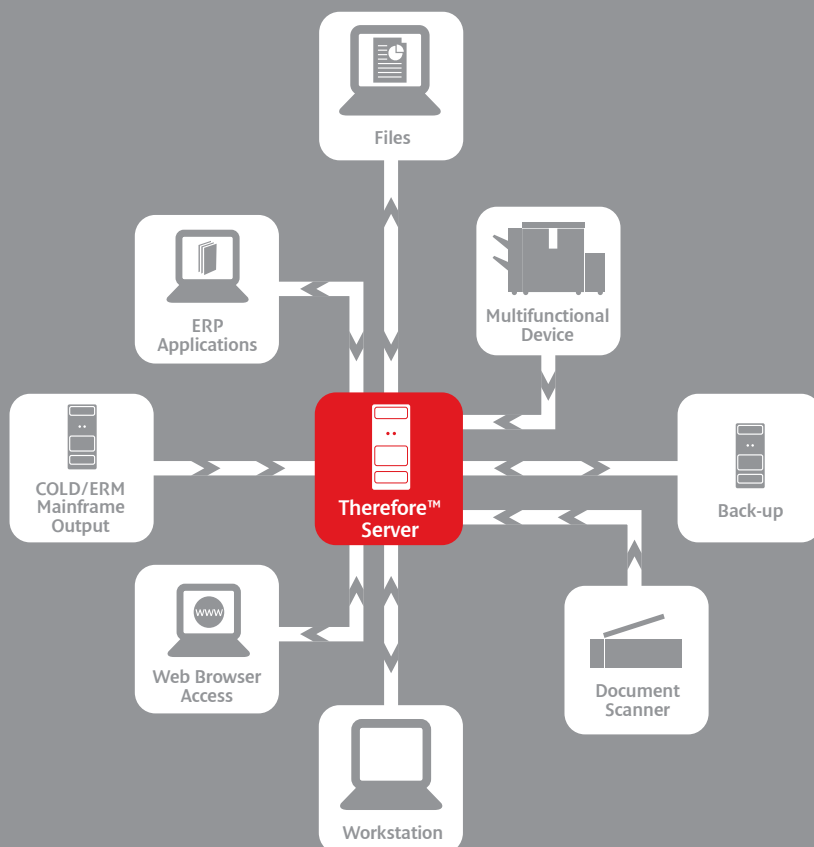 Files
ERP
Applications
Multifunctional
Device
COLD/ERM
Mainframe
Output
Therefore™
Server
Back-up
www
Web Browser
Access
Document
Scanner
Workstation